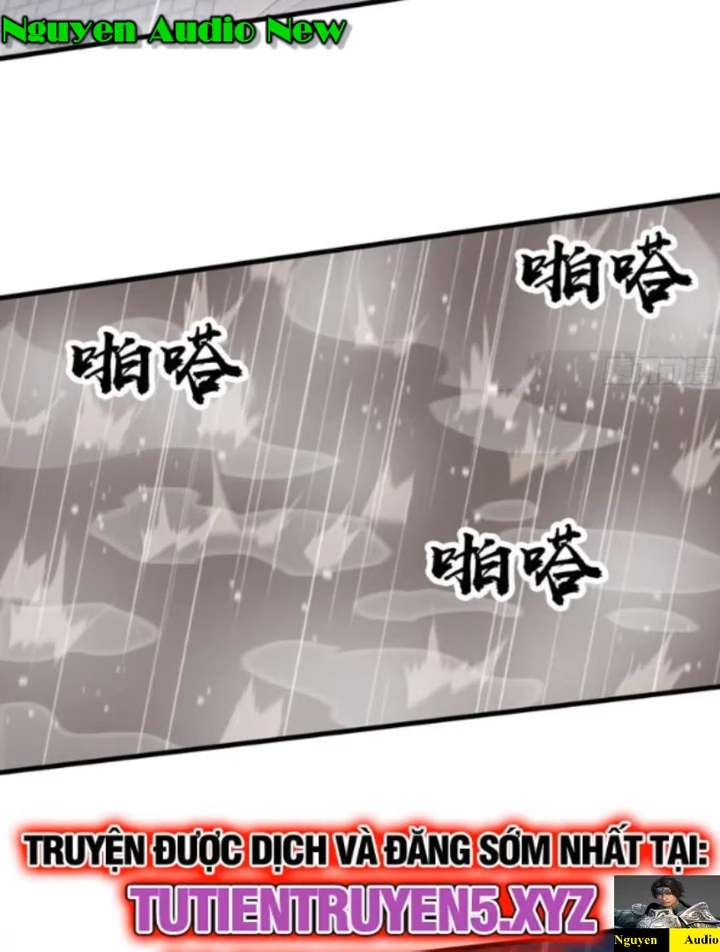 Nguyen Audio New
啪嗒
啪嗒
啪嗒
TRUYỆN ĐƯỢC DỊCH VÀ ĐĂNG SỚM NHẤT TẠI:
TUTIENTRUYEN5.XYZ
Nguyen Audio